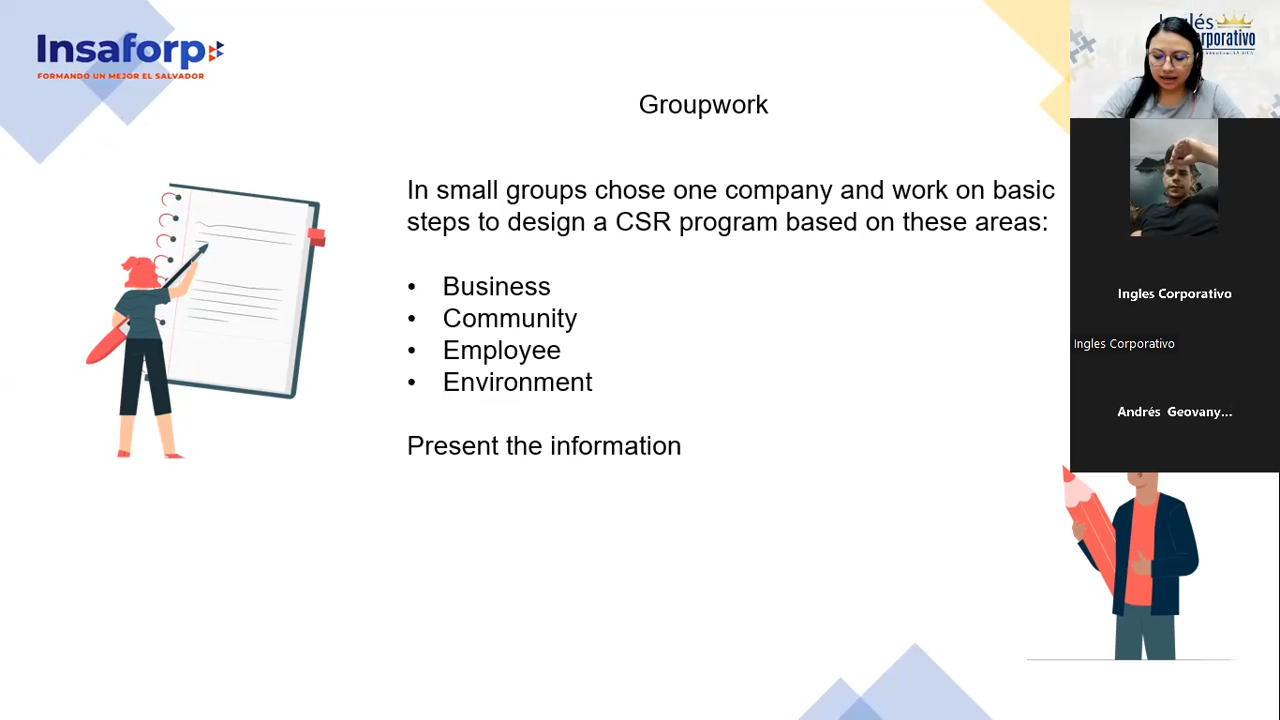 Insaforp
FORMANDO UN MEJOR EL SALVADOR
Groupwork
In small groups chose one company and work on basic
steps to design a CSR program based on these areas:
• Business
• Community
• Employee
• Environment
Present the information
Ingles Corporativo
Ingles Corporativo
Andrés Geovany...